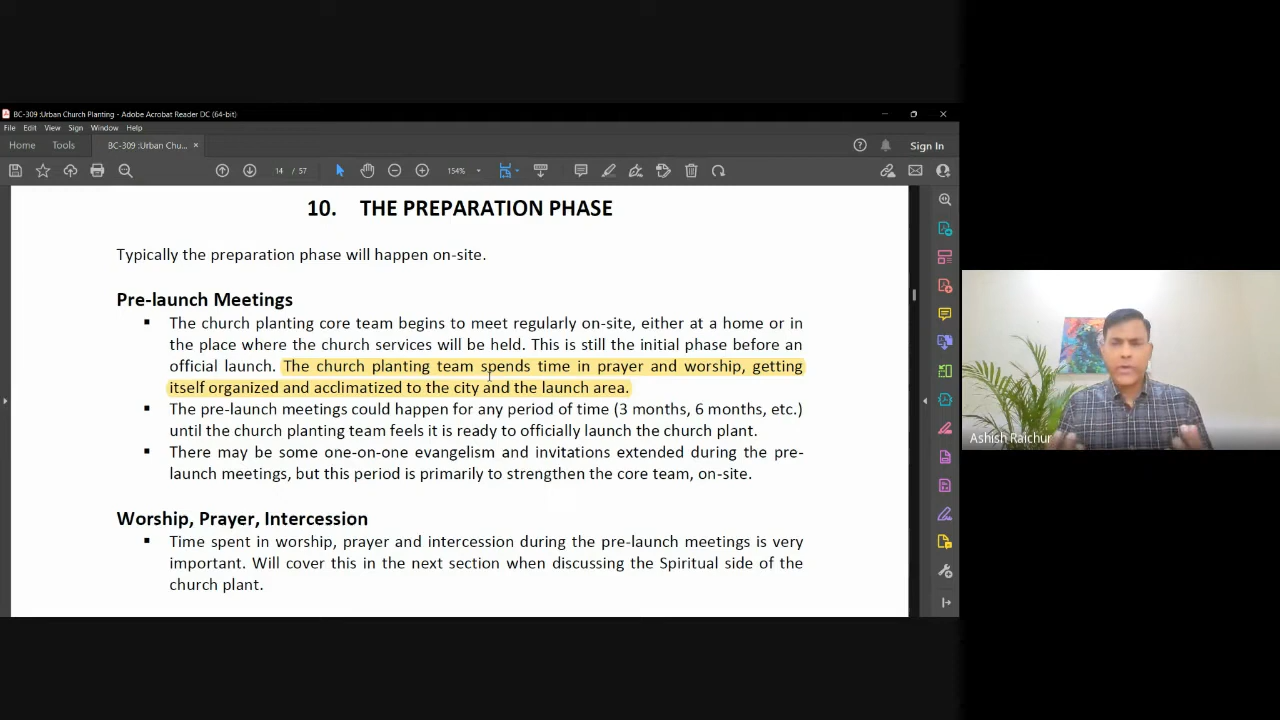 BC-309 :Urban Church Planting - Adobe Acrobat Reader DC (64-bit)
File Edit View Sign Window Help
Home Tools BC-309 :Urban Chu... × Sign In
14 / 57 154%
10. THE PREPARATION PHASE
Typically the preparation phase will happen on-site.
Pre-launch Meetings
▪ The church planting core team begins to meet regularly on-site, either at a home or in
the place where the church services will be held. This is still the initial phase before an
official launch. The church planting team spends time in prayer and worship, getting
itself organized and acclimatized to the city and the launch area.
▪ The pre-launch meetings could happen for any period of time (3 months, 6 months, etc.)
until the church planting team feels it is ready to officially launch the church plant.
▪ There may be some one-on-one evangelism and invitations extended during the pre-
launch meetings, but this period is primarily to strengthen the core team, on-site.
Worship, Prayer, Intercession
▪ Time spent in worship, prayer and intercession during the pre-launch meetings is very
important. Will cover this in the next section when discussing the Spiritual side of the
church plant.
Ashish Raichur